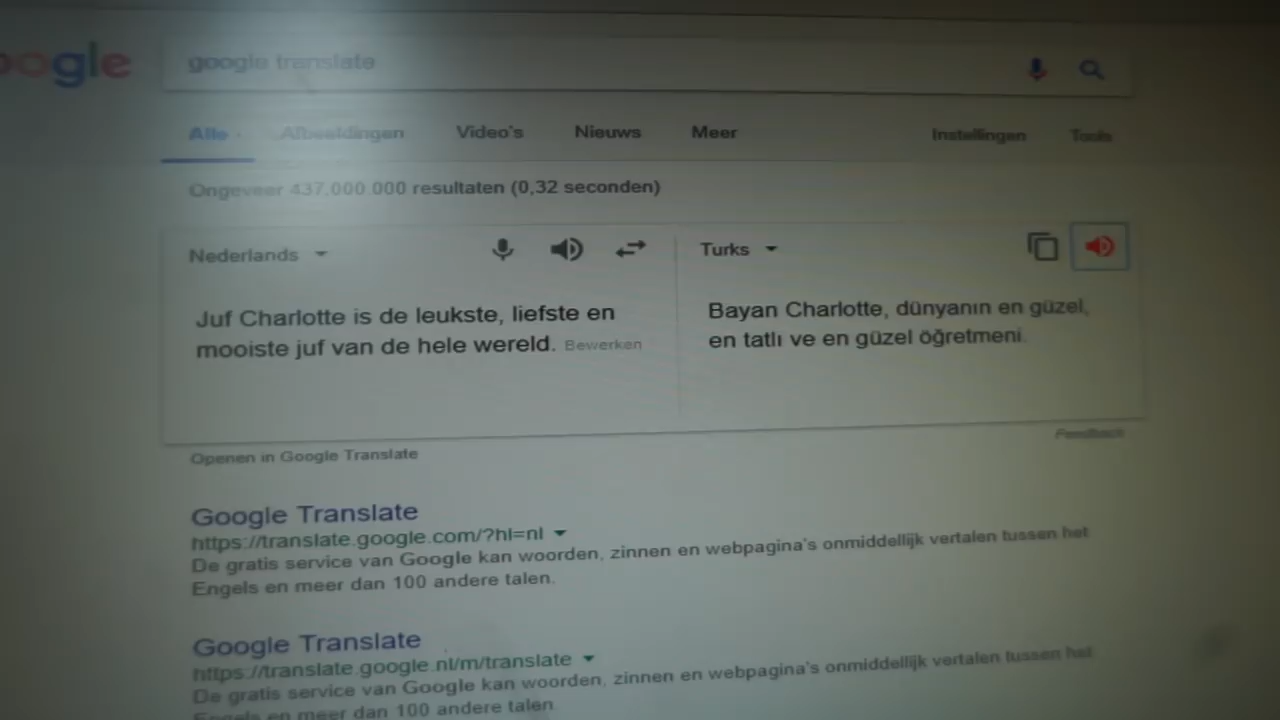 oogle
google translate
Alle Afbeeldingen Video's Nieuws Meer Instellingen Tools
Ongeveer 437.000.000 resultaten (0,32 seconden)
Nederlands Turks
Juf Charlotte is de leukste, liefste en
mooiste juf van de hele wereld. Bewerken
Bayan Charlotte, dünyanın en güzel,
en tatlı ve en güzel öğretmeni.
Feedback
Openen in Google Translate
Google Translate
https://translate.google.com/?hl=nl
De gratis service van Google kan woorden, zinnen en webpagina's onmiddellijk vertalen tussen het
Engels en meer dan 100 andere talen.
Google Translate
https://translate.google.nl/m/translate
De gratis service van Google kan woorden, zinnen en webpagina's onmiddellijk vertalen tussen het
Engels en meer dan 100 andere talen